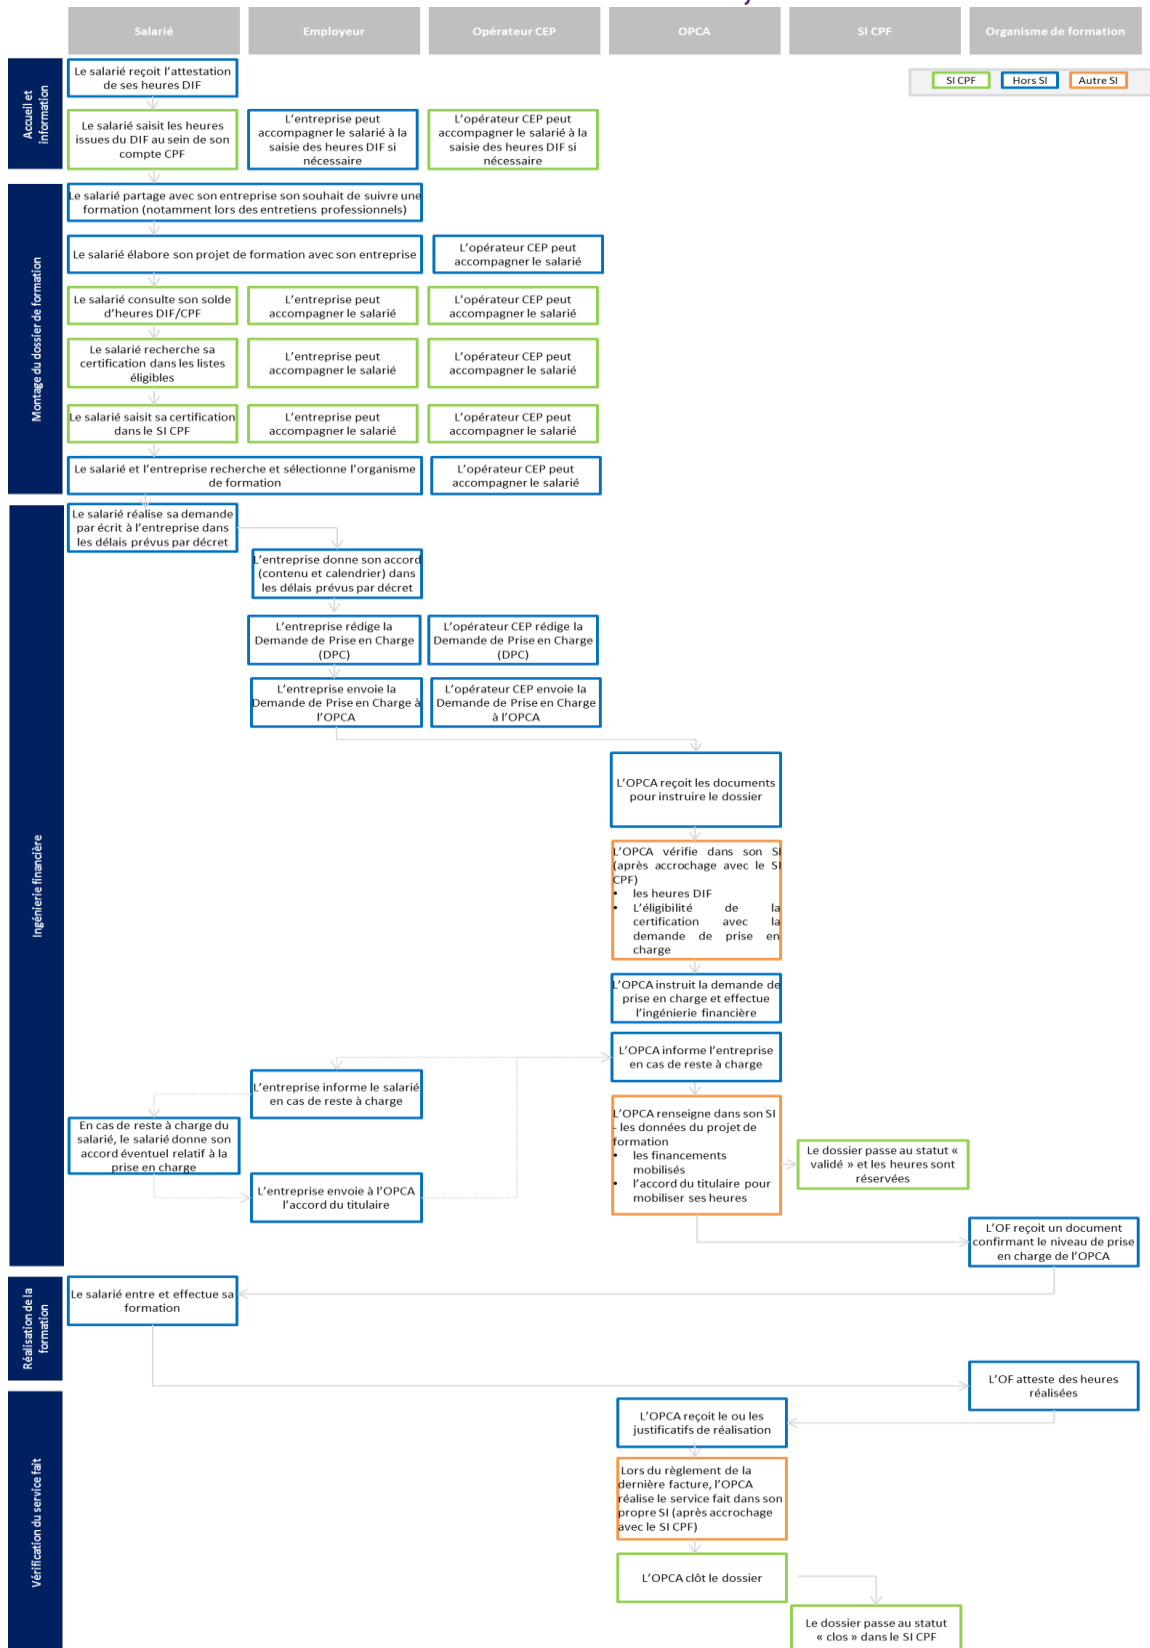 Salarié
Employeur
Opérateur CEP
OPCA
SI CPF
Organisme de formation
SI CPF
Hors SI
Autre SI
Accueil et
information
Le salarié reçoit l'attestation
de ses heures DIF
Le salarié saisit les heures
issues du DIF au sein de son
compte CPF
L'entreprise peut
accompagner le salarié à la
saisie des heures DIF si
nécessaire
L'opérateur CEP peut
accompagner le salarié à la
saisie des heures DIF si
nécessaire
Montage du dossier de formation
Le salarié partage avec son entreprise son souhait de suivre une
formation (notamment lors des entretiens professionnels)
Le salarié élabore son projet de formation avec son entreprise
L'opérateur CEP peut
accompagner le salarié
Le salarié consulte son solde
d'heures DIF/CPF
L'entreprise peut
accompagner le salarié
L'opérateur CEP peut
accompagner le salarié
Le salarié recherche sa
certification dans les listes
éligibles
L'entreprise peut
accompagner le salarié
L'opérateur CEP peut
accompagner le salarié
Le salarié saisit sa certification
dans le SI CPF
L'entreprise peut
accompagner le salarié
L'opérateur CEP peut
accompagner le salarié
Le salarié et l'entreprise recherche et sélectionne l'organisme
de formation
L'opérateur CEP peut
accompagner le salarié
Ingénierie financière
Le salarié réalise sa demande
par écrit à l'entreprise dans
les délais prévus par décret
L'entreprise donne son accord
(contenu et calendrier) dans
les délais prévus par décret
L'entreprise rédige la
Demande de Prise en Charge
(DPC)
L'opérateur CEP rédige la
Demande de Prise en Charge
(DPC)
L'entreprise envoie la
Demande de Prise en Charge à
l'OPCA
L'opérateur CEP envoie la
Demande de Prise en Charge
à l'OPCA
L'OPCA reçoit les documents
pour instruire le dossier
L'OPCA vérifie dans son SI
(après accrochage avec le SI
CPF)
• les heures DIF
• L'éligibilité de la
certification avec la
demande de prise en
charge
L'OPCA instruit la demande de
prise en charge et effectue
l'ingénierie financière
L'OPCA informe l'entreprise
en cas de reste à charge
L'entreprise informe le salarié
en cas de reste à charge
En cas de reste à charge du
salarié, le salarié donne son
accord éventuel relatif à la
prise en charge
L'entreprise envoie à l'OPCA
l'accord du titulaire
L'OPCA renseigne dans son SI
- les données du projet de
formation
• les financements
mobilisés
• l'accord du titulaire pour
mobiliser ses heures
Le dossier passe au statut «
validé » et les heures sont
réservées
L'OF reçoit un document
confirmant le niveau de prise
en charge de l'OPCA
Réalisation de la
formation
Le salarié entre et effectue sa
formation
L'OF atteste des heures
réalisées
Vérification du service fait
L'OPCA reçoit le ou les
justificatifs de réalisation
Lors du règlement de la
dernière facture, l'OPCA
réalise le service fait dans son
propre SI (après accrochage
avec le SI CPF)
L'OPCA clôt le dossier
Le dossier passe au statut
« clos » dans le SI CPF